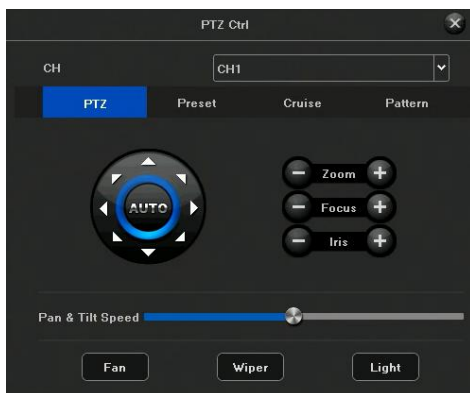 PTZ Ctrl
CH CH1
PTZ Preset Cruise Pattern
Zoom
AUTO Focus
Iris
Pan & Tilt Speed
Fan Wiper Light